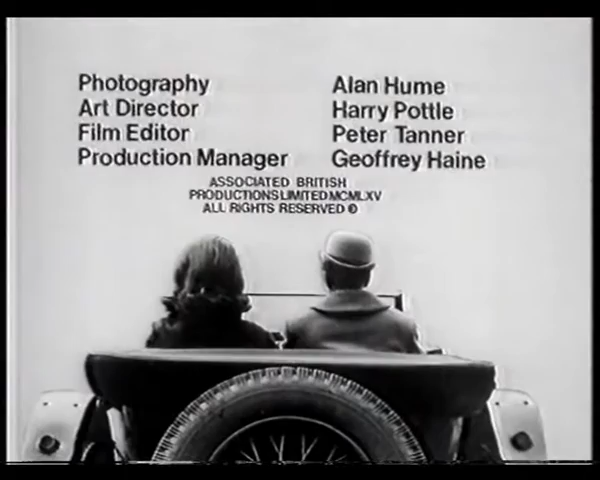 Photography Alan Hume
Art Director Harry Pottle
Film Editor Peter Tanner
Production Manager Geoffrey Haine
ASSOCIATED BRITISH
PRODUCTIONS LIMITED MCMLXV
ALL RIGHTS RESERVED ©